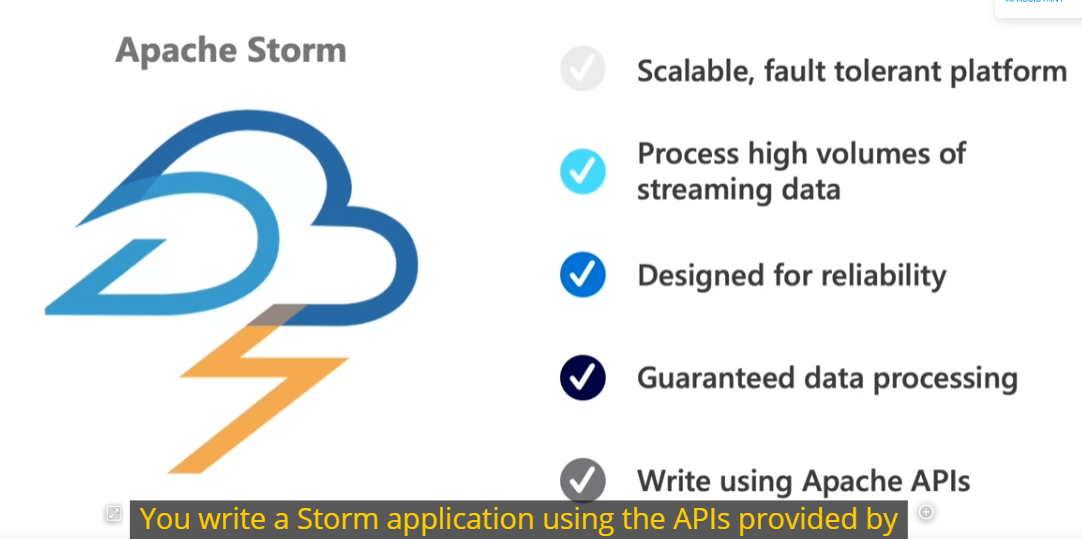 Apache Storm
Scalable, fault tolerant platform
Process high volumes of
streaming data
Designed for reliability
Guaranteed data processing
Write using Apache APIs
You write a Storm application using the APIs provided by